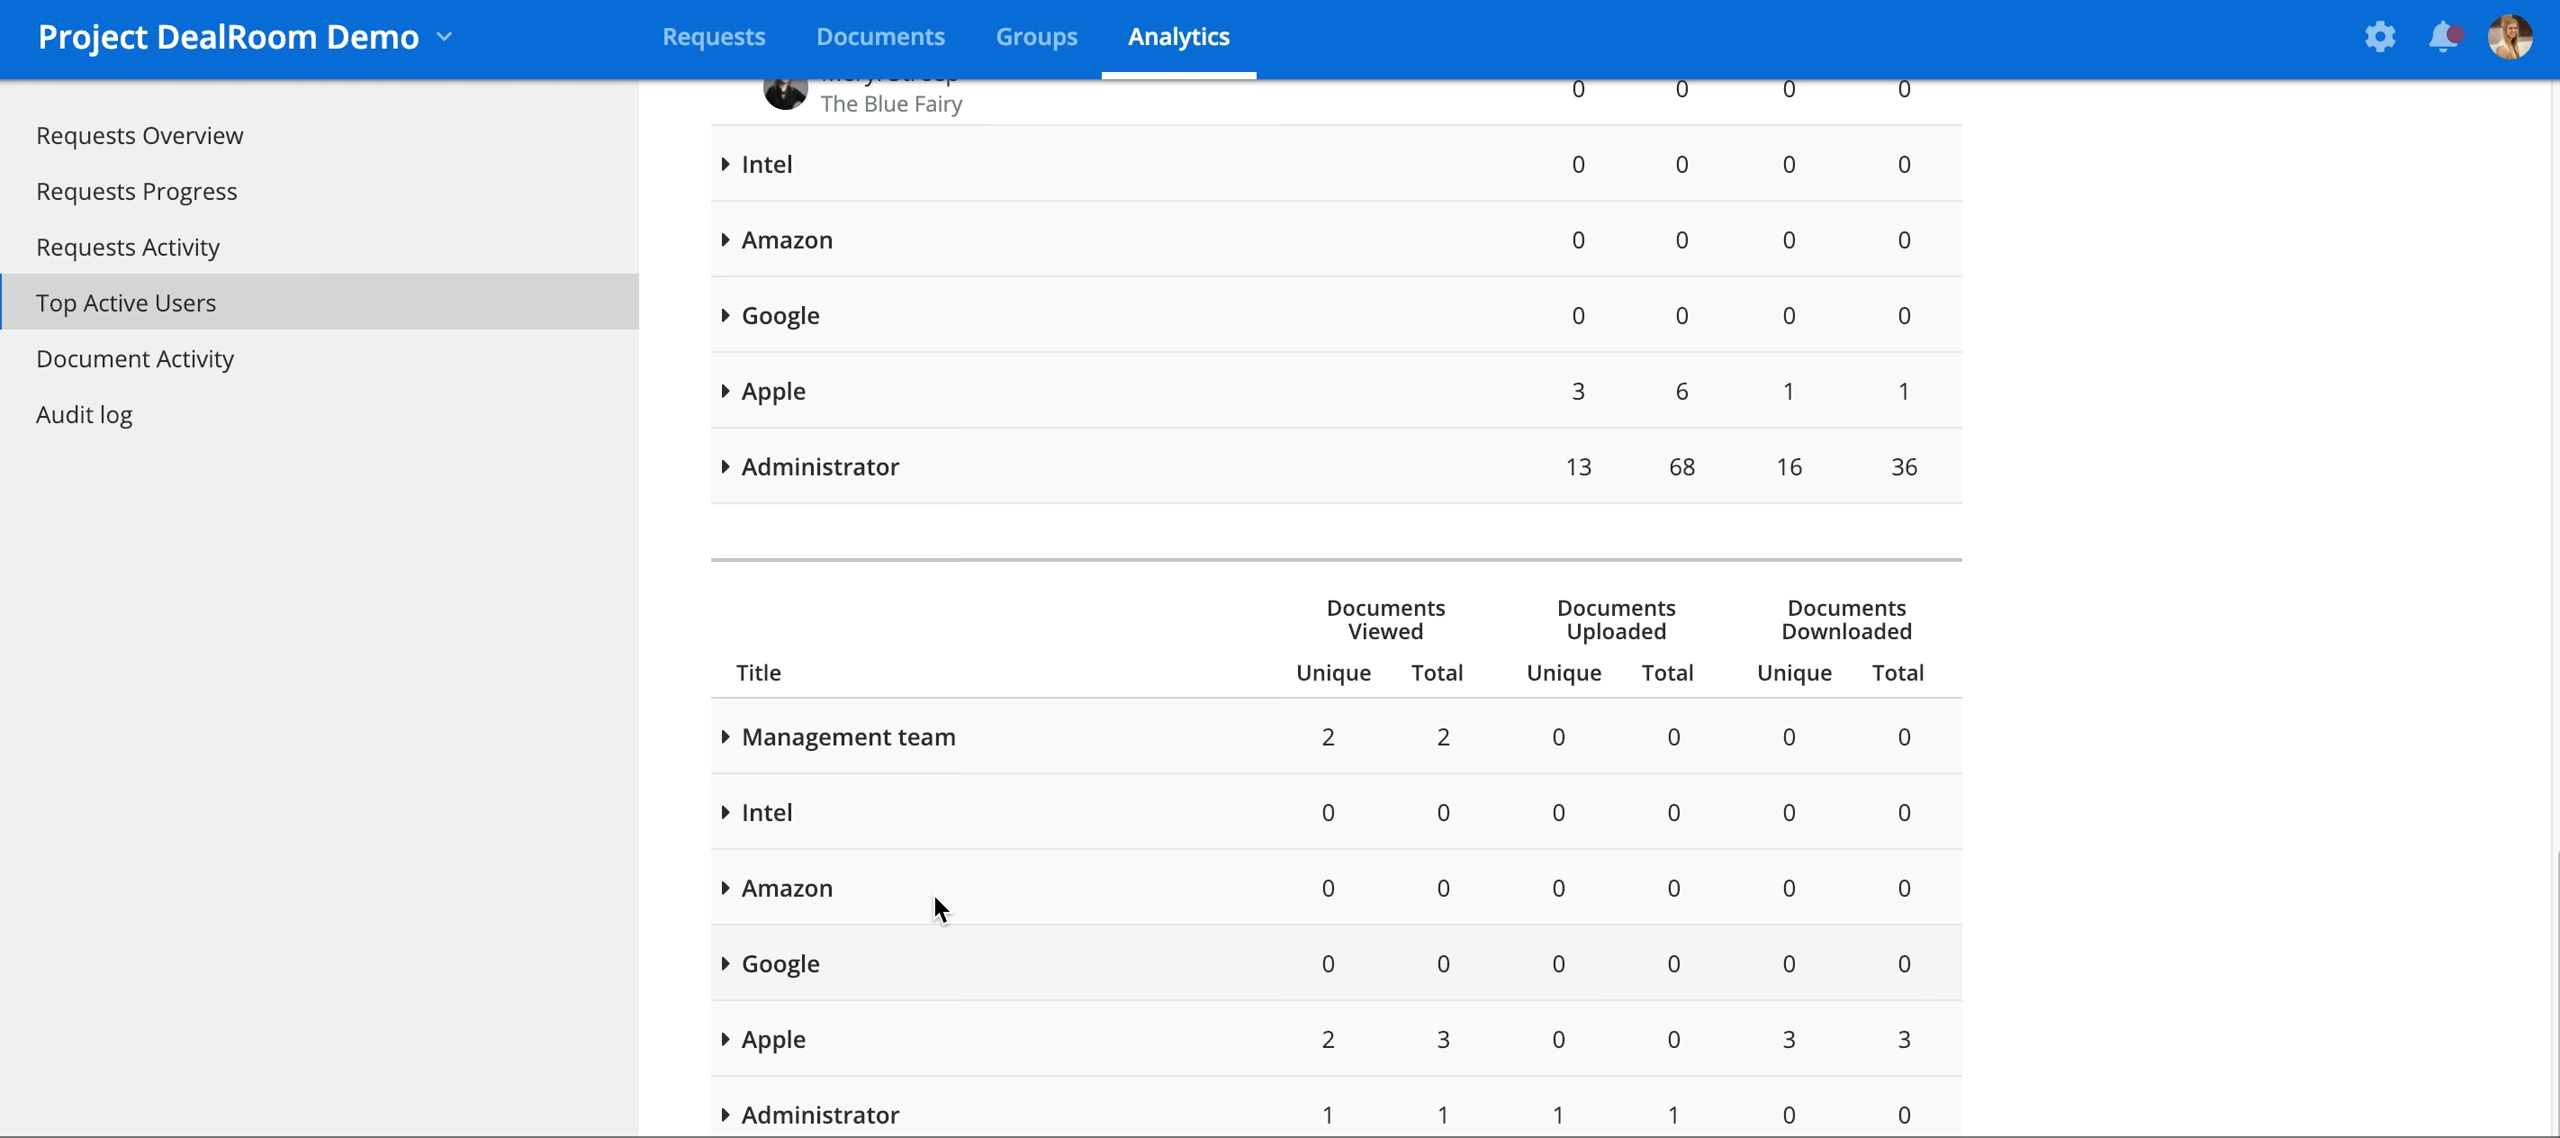 Project DealRoom Demo Requests Documents Groups Analytics
Requests Overview
Requests Progress
Requests Activity
Top Active Users
Document Activity
Audit log
The Blue Fairy 0 0 0 0
Intel 0 0 0 0
Amazon 0 0 0 0
Google 0 0 0 0
Apple 3 6 1 1
Administrator 13 68 16 36
Documents Viewed Documents Uploaded Documents Downloaded
Title Unique Total Unique Total Unique Total
Management team 2 2 0 0 0 0
Intel 0 0 0 0 0 0
Amazon 0 0 0 0 0 0
Google 0 0 0 0 0 0
Apple 2 3 0 0 3 3
Administrator 1 1 1 1 0 0